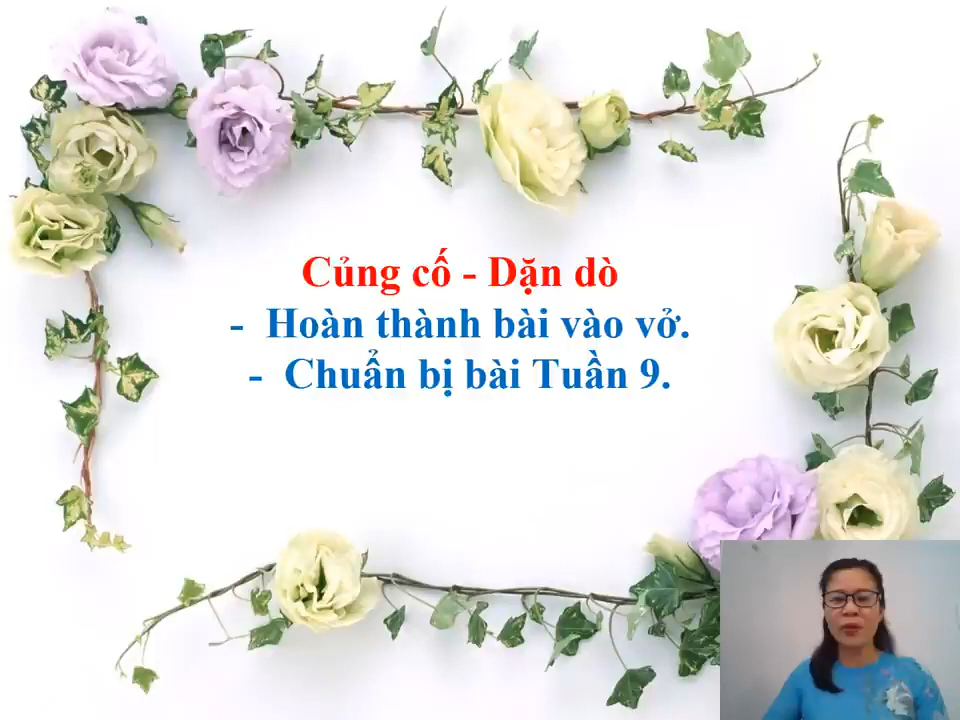 Củng cố - Dặn dò
- Hoàn thành bài vào vở.
- Chuẩn bị bài Tuần 9.